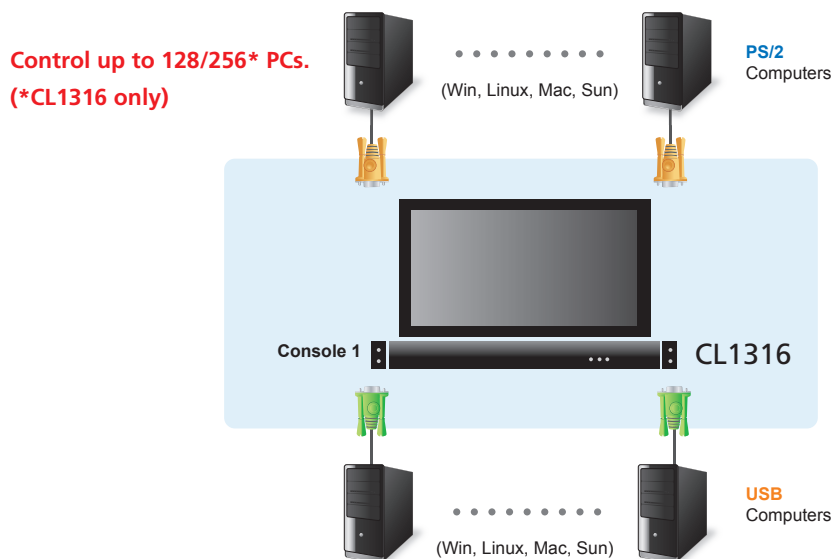 Control up to 128/256* PCs.
(*CL1316 only)
(Win, Linux, Mac, Sun)
PS/2
Computers
Console 1
CL1316
USB
Computers
(Win, Linux, Mac, Sun)